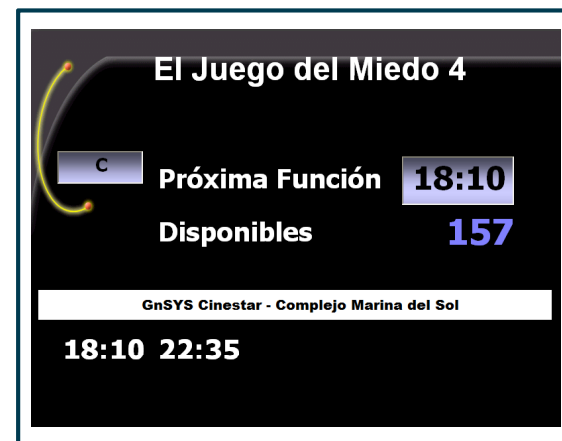 El Juego del Miedo 4
C
Próxima Función 18:10
Disponibles 157
GnSYS Cinestar - Complejo Marina del Sol
18:10 22:35